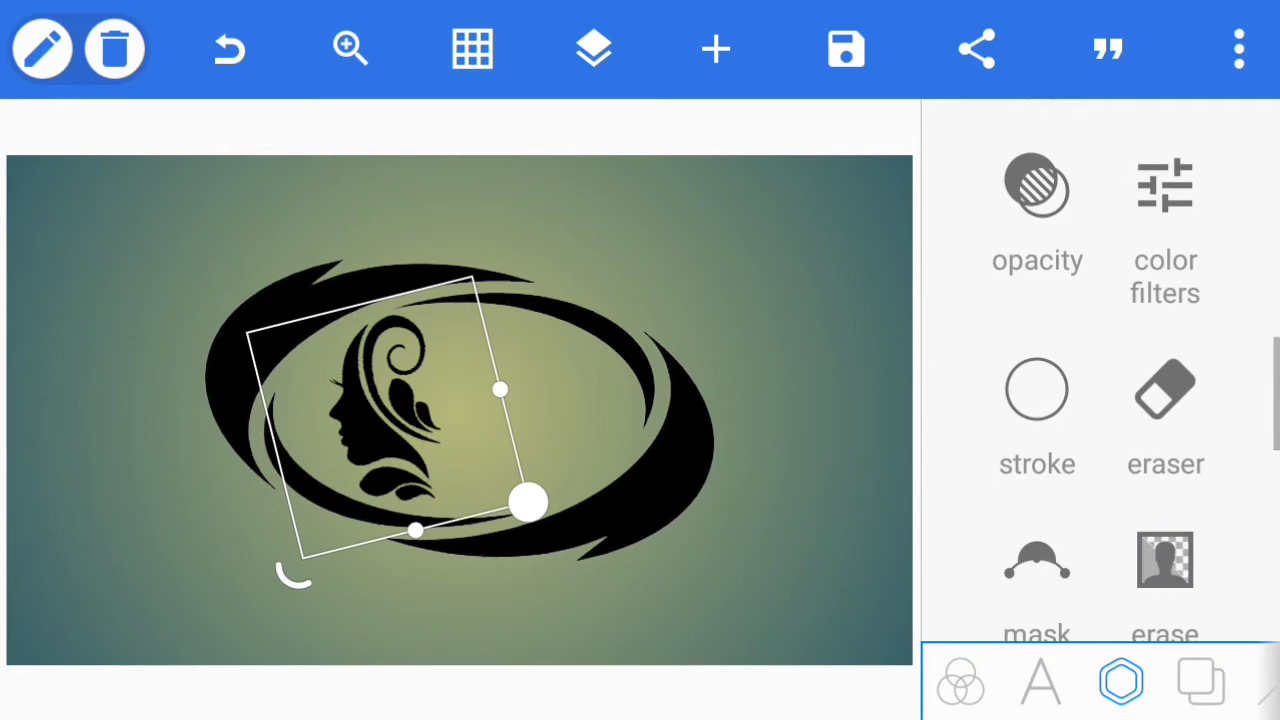 opacity
color
filters
stroke
eraser
mask
erase